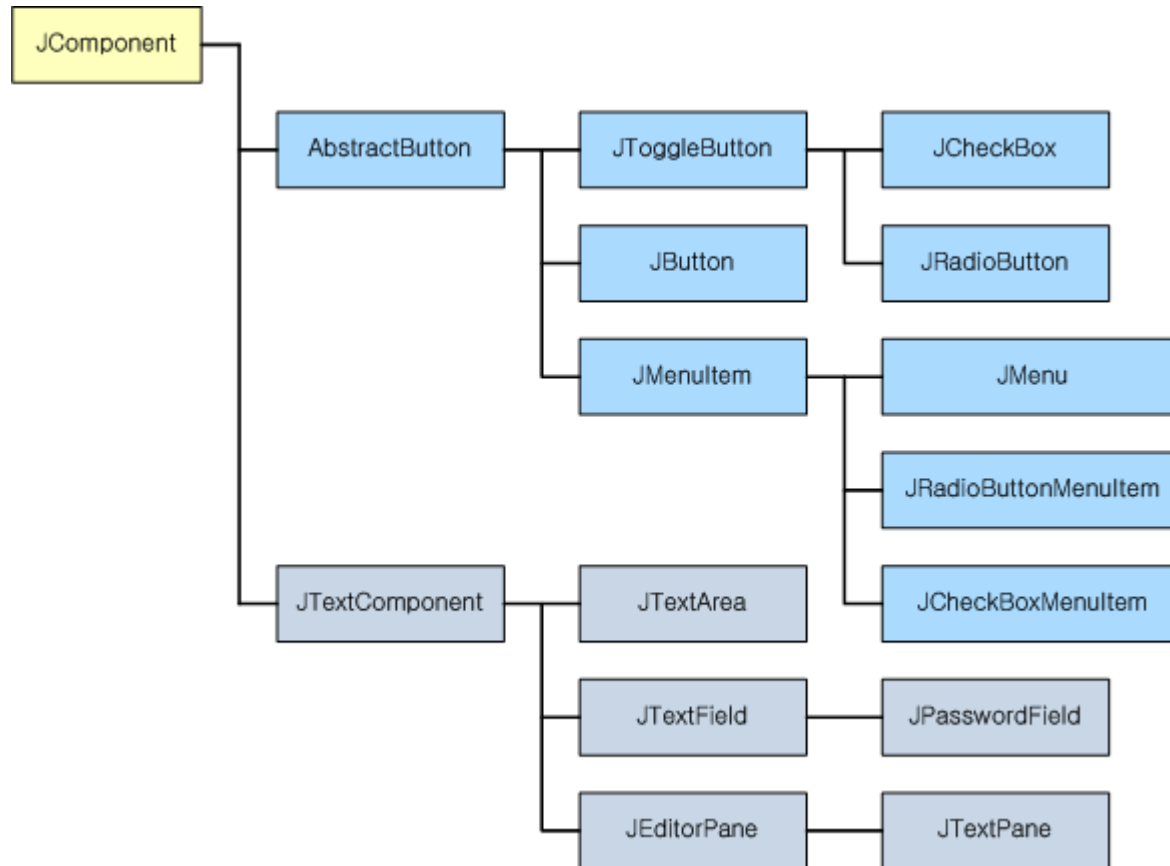 JComponent
AbstractButton
JToggleButton
JCheckBox
JButton
JRadioButton
JMenuItem
JMenu
JRadioButtonMenuItem
JTextComponent
JTextArea
JCheckBoxMenuItem
JTextField
JPasswordField
JEditorPane
JTextPane